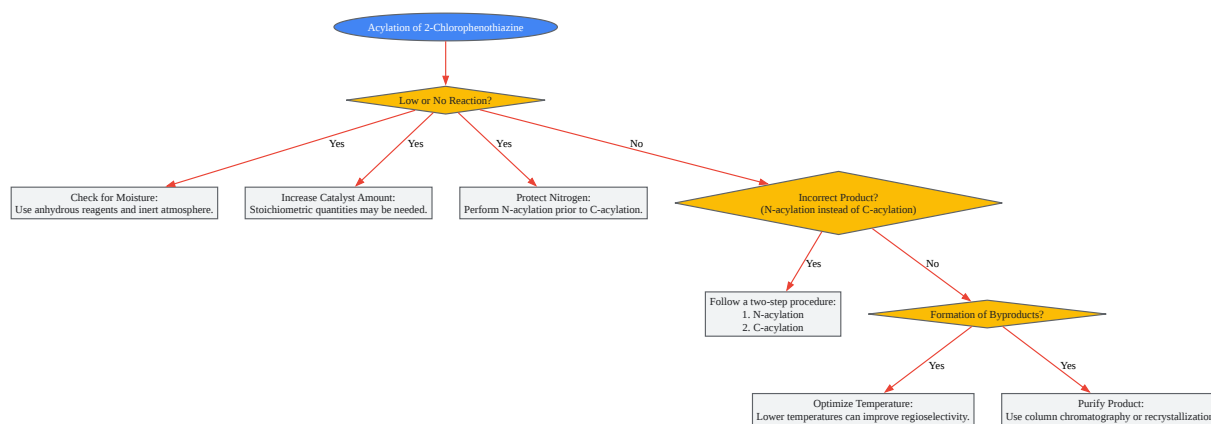 Acylation of 2-Chlorophenothiazine
Low or No Reaction?
Yes
Yes
Yes
No
Check for Moisture:
Use anhydrous reagents and inert atmosphere.
Increase Catalyst Amount:
Stoichiometric quantities may be needed.
Protect Nitrogen:
Perform N-acylation prior to C-acylation.
Incorrect Product?
(N-acylation instead of C-acylation)
Yes
No
Follow a two-step procedure:
1. N-acylation
2. C-acylation
Formation of Byproducts?
Yes
Yes
Optimize Temperature:
Lower temperatures can improve regioselectivity.
Purify Product:
Use column chromatography or recrystallization